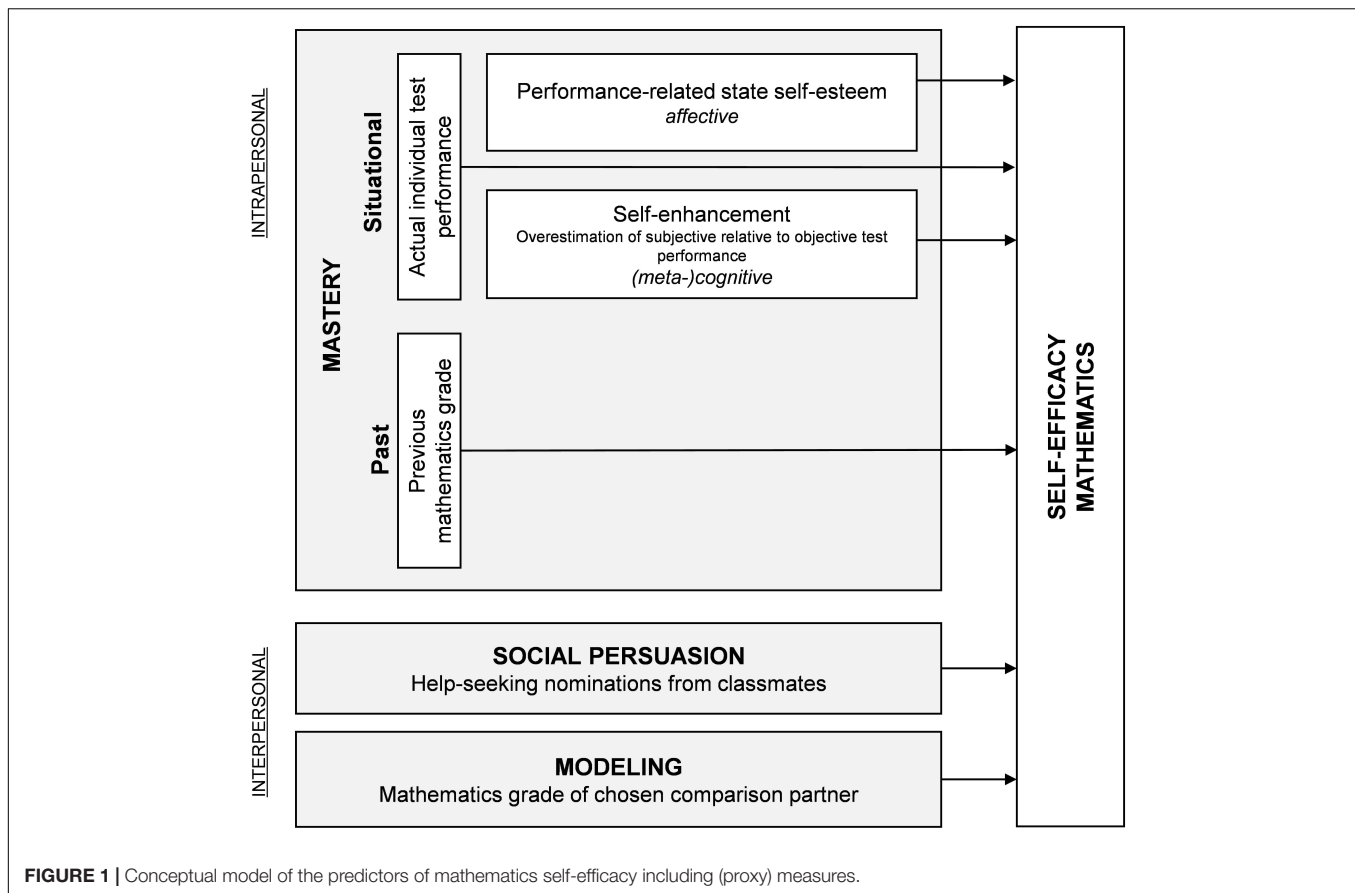 INTRAPERSONAL
MASTERY
Situational
Actual individual test
performance
Performance-related state self-esteem
affective
Self-enhancement
Overestimation of subjective relative to objective test
performance
(meta-)cognitive
Past
Previous
mathematics grade
INTERPERSONAL
SOCIAL PERSUASION
Help-seeking nominations from classmates
MODELING
Mathematics grade of chosen comparison partner
SELF-EFFICACY
MATHEMATICS
FIGURE 1 | Conceptual model of the predictors of mathematics self-efficacy including (proxy) measures.